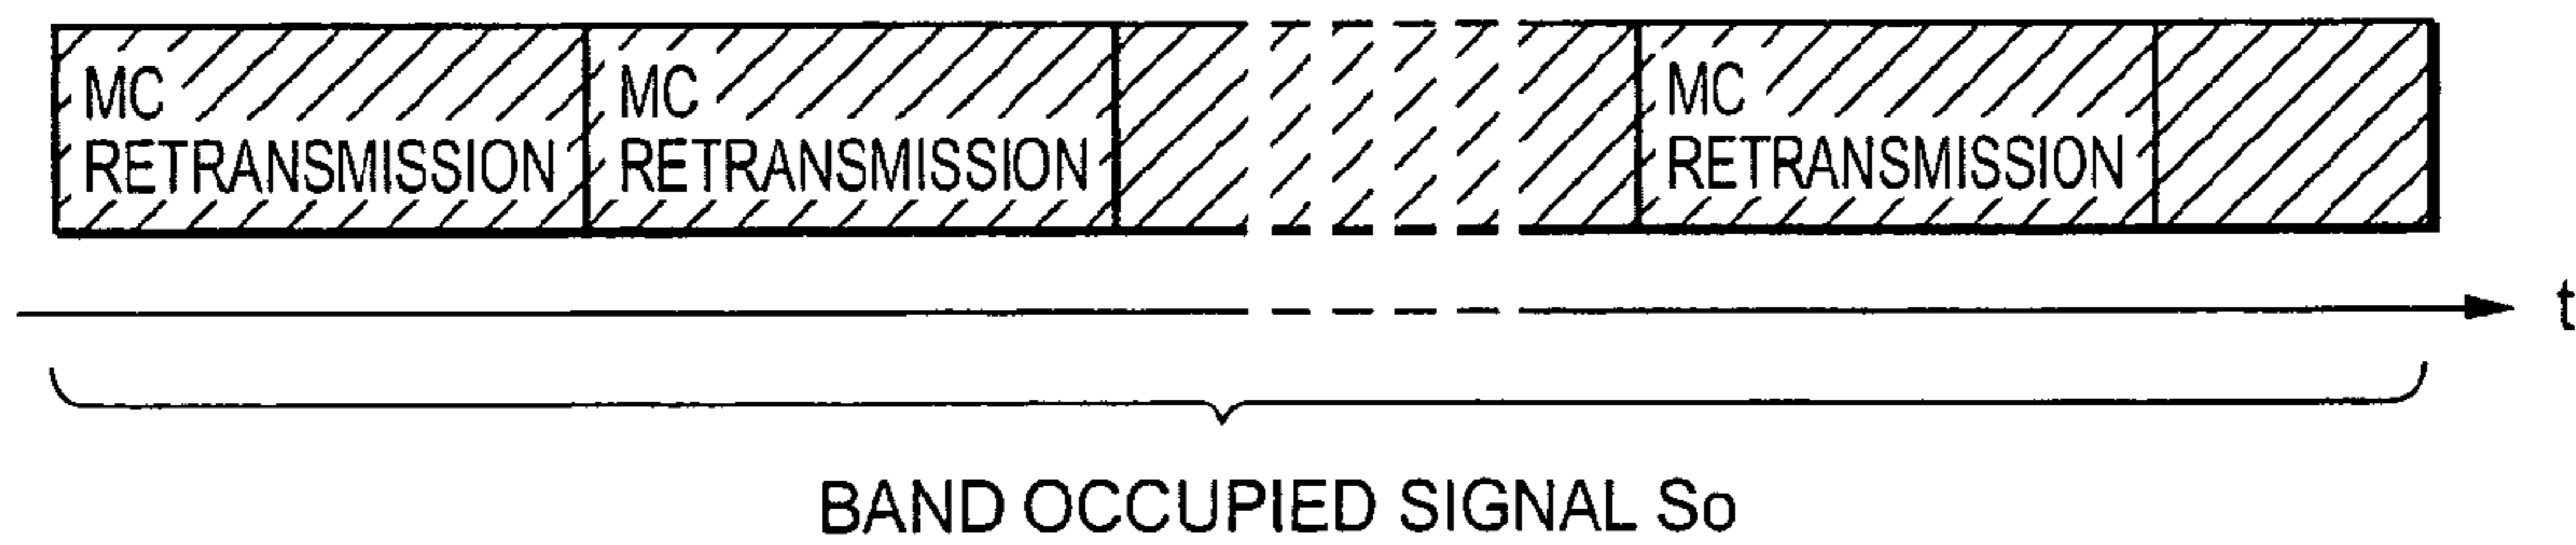 MC
RETRANSMISSION
MC
RETRANSMISSION
MC
RETRANSMISSION
t
BAND OCCUPIED SIGNAL So